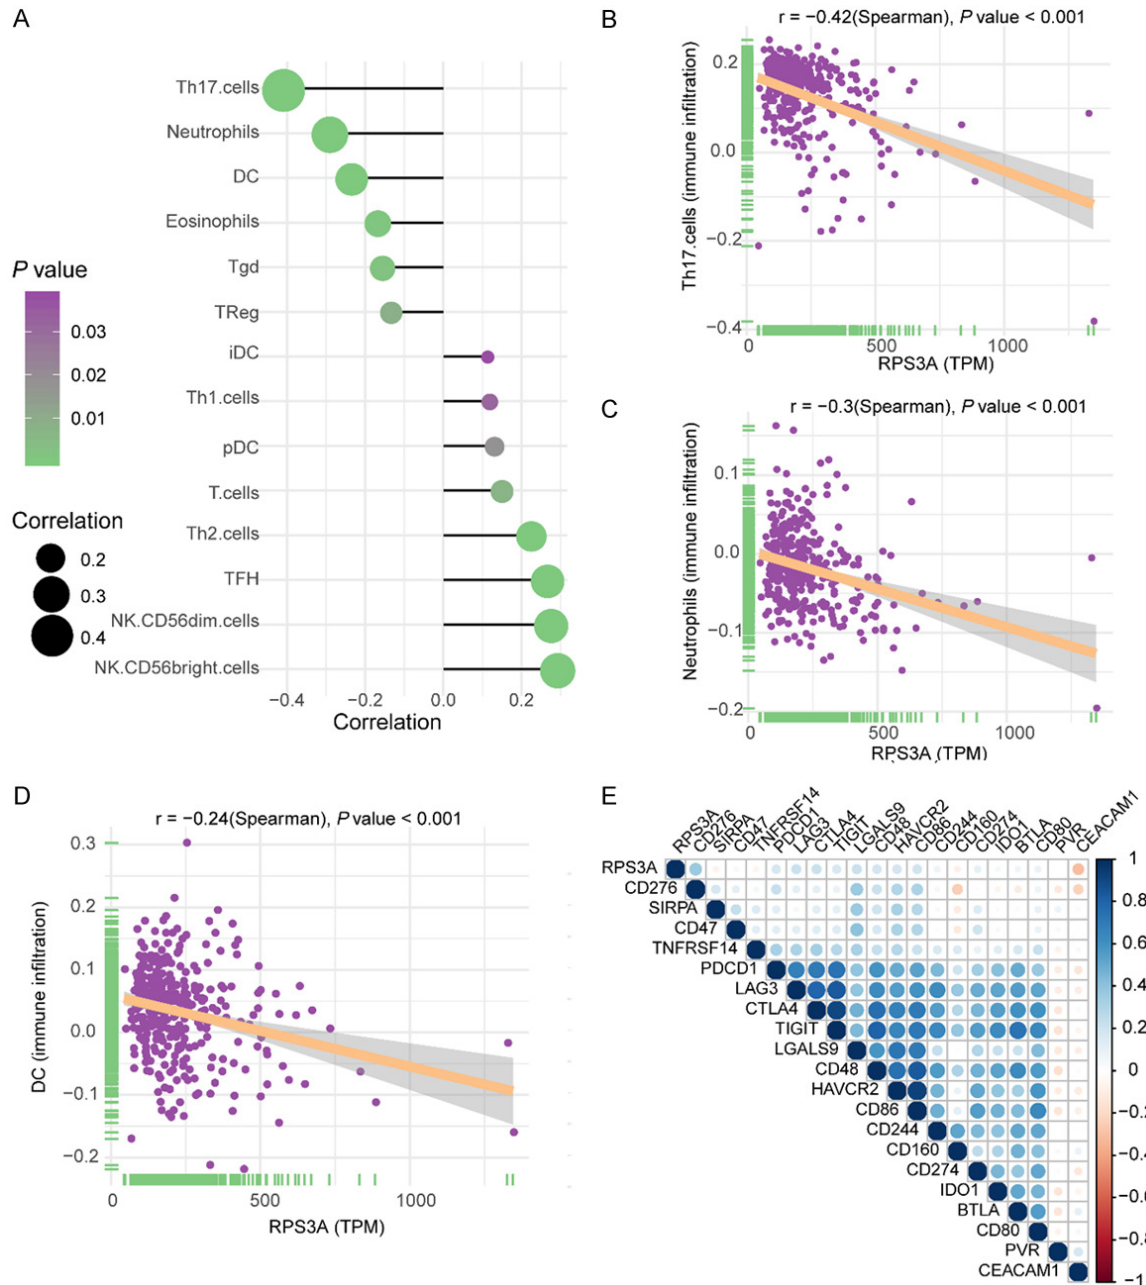 A
Th17.cells
Neutrophils
DC
Eosinophils
Tgd
TReg
iDC
Th1.cells
pDC
T.cells
Th2.cells
TFH
NK.CD56dim.cells
NK.CD56bright.cells
−0.4 −0.2 0.0 0.2
Correlation
P value
0.03
0.02
0.01
Correlation
0.2
0.3
0.4
B
r = −0.42(Spearman), P value < 0.001
Th17.cells (immune infiltration)
0.2
0.0
−0.2
−0.4
0 500 1000
RPS3A (TPM)
C
r = −0.3(Spearman), P value < 0.001
Neutrophils (immune infiltration)
0.1
0.0
−0.1
−0.2
0 500 1000
RPS3A (TPM)
D
r = −0.24(Spearman), P value < 0.001
DC (immune infiltration)
0.3
0.2
0.1
0.0
−0.1
−0.2
0 500 1000
RPS3A (TPM)
E
RPS3A CD276 SIRPA CD47 TNFRSF14 PDCD1 LAG3 CTLA4 TIGIT LGALS9 CD48 HAVCR2 CD86 CD244 CD160 CD274 IDO1 BTLA CD80 PVR CEACAM1
RPS3A
CD276
SIRPA
CD47
TNFRSF14
PDCD1
LAG3
CTLA4
TIGIT
LGALS9
CD48
HAVCR2
CD86
CD244
CD160
CD274
IDO1
BTLA
CD80
PVR
CEACAM1
1
0.8
0.6
0.4
0.2
0
−0.2
−0.4
−0.6
−0.8
−1